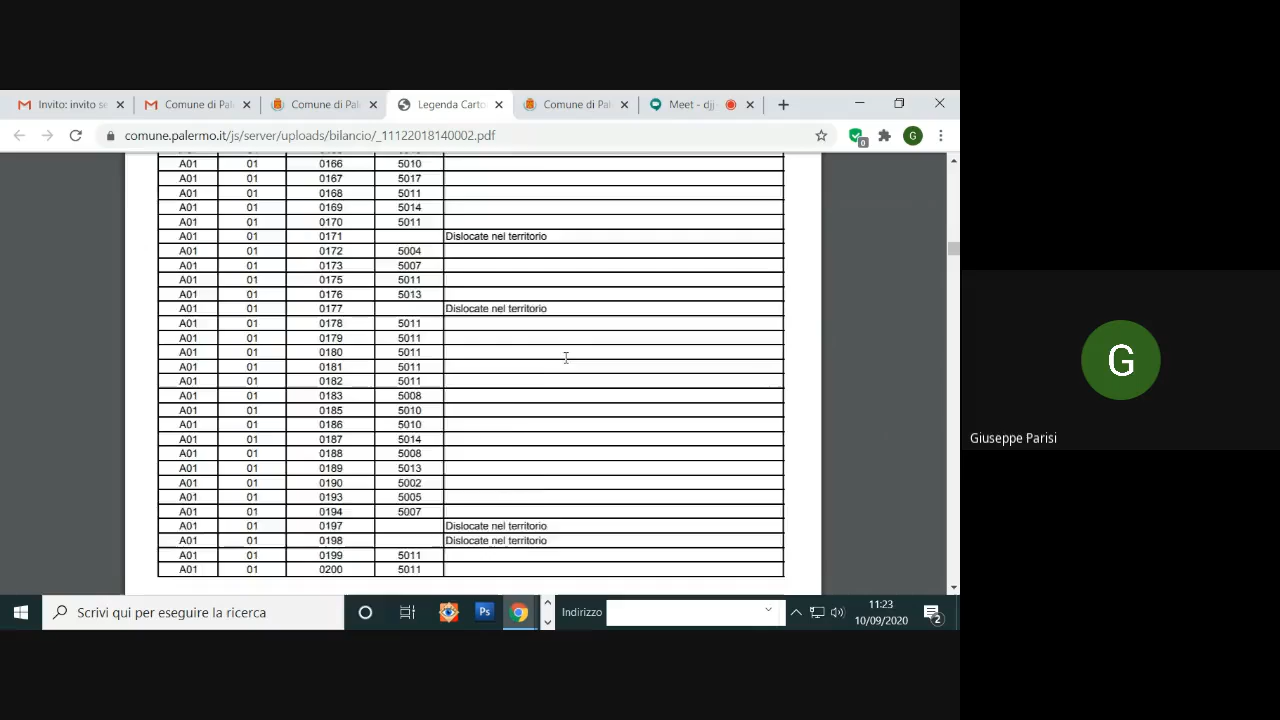 Invito: invito se
Comune di Pal
Comune di Pal
Legenda Carto
Comune di Pal
Meet - djj
comune.palermo.it/js/server/uploads/bilancio/_11122018140002.pdf
0
G
A01 01 0166 5010
A01 01 0167 5017
A01 01 0168 5011
A01 01 0169 5014
A01 01 0170 5011
A01 01 0171 Dislocate nel territorio
A01 01 0172 5004
A01 01 0173 5007
A01 01 0175 5011
A01 01 0176 5013
A01 01 0177 Dislocate nel territorio
A01 01 0178 5011
A01 01 0179 5011
A01 01 0180 5011
A01 01 0181 5011
A01 01 0182 5011
A01 01 0183 5008
A01 01 0185 5010
A01 01 0186 5010
A01 01 0187 5014
A01 01 0188 5008
A01 01 0189 5013
A01 01 0190 5002
A01 01 0193 5005
A01 01 0194 5007
A01 01 0197 Dislocate nel territorio
A01 01 0198 Dislocate nel territorio
A01 01 0199 5011
A01 01 0200 5011
G
Giuseppe Parisi
Scrivi qui per eseguire la ricerca
Ps
Indirizzo
11:23
10/09/2020
2